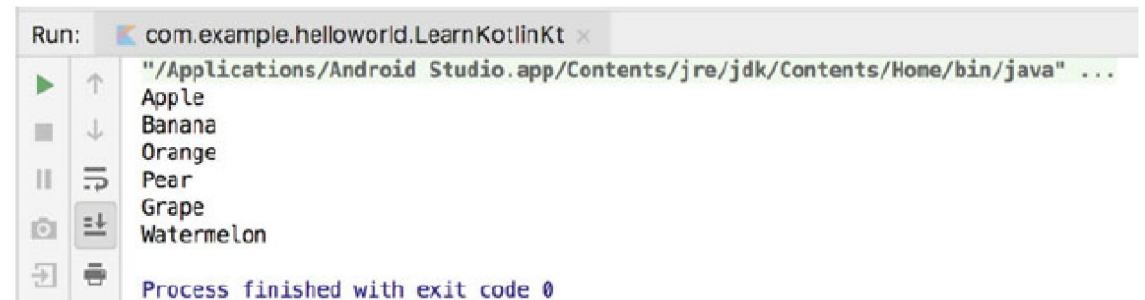 Run: com.example.helloworld.LearnKotlinKt ×
"/Applications/Android Studio.app/Contents/jre/jdk/Contents/Home/bin/java" ...
Apple
Banana
Orange
Pear
Grape
Watermelon
Process finished with exit code 0